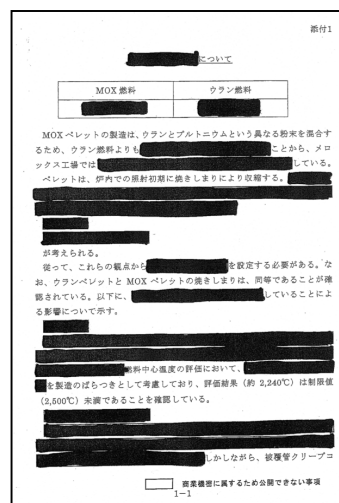 添付1
について
MOX 燃料 ウラン燃料
MOX ペレットの製造は、ウランとプルトニウムという異なる粉末を混合す
るため、ウラン燃料よりも ことから、メロ
ックス工場では している。
ペレットは、炉内での照射初期に焼きしまりにより収縮する。
が考えられる。
従って、これらの観点から を設定する必要がある。な
お、ウランペレットと MOX ペレットの焼きしまりは、同等であることが確
認されている。以下に、 していることによ
る影響について示す。
燃料中心温度の評価において、
を製造のばらつきとして考慮しており、評価結果（約 2,240℃）は制限値
（2,500℃）未満であることを確認している。
しかしながら、被覆管クリープコ
商業機密に属するため公開できない事項
1-1